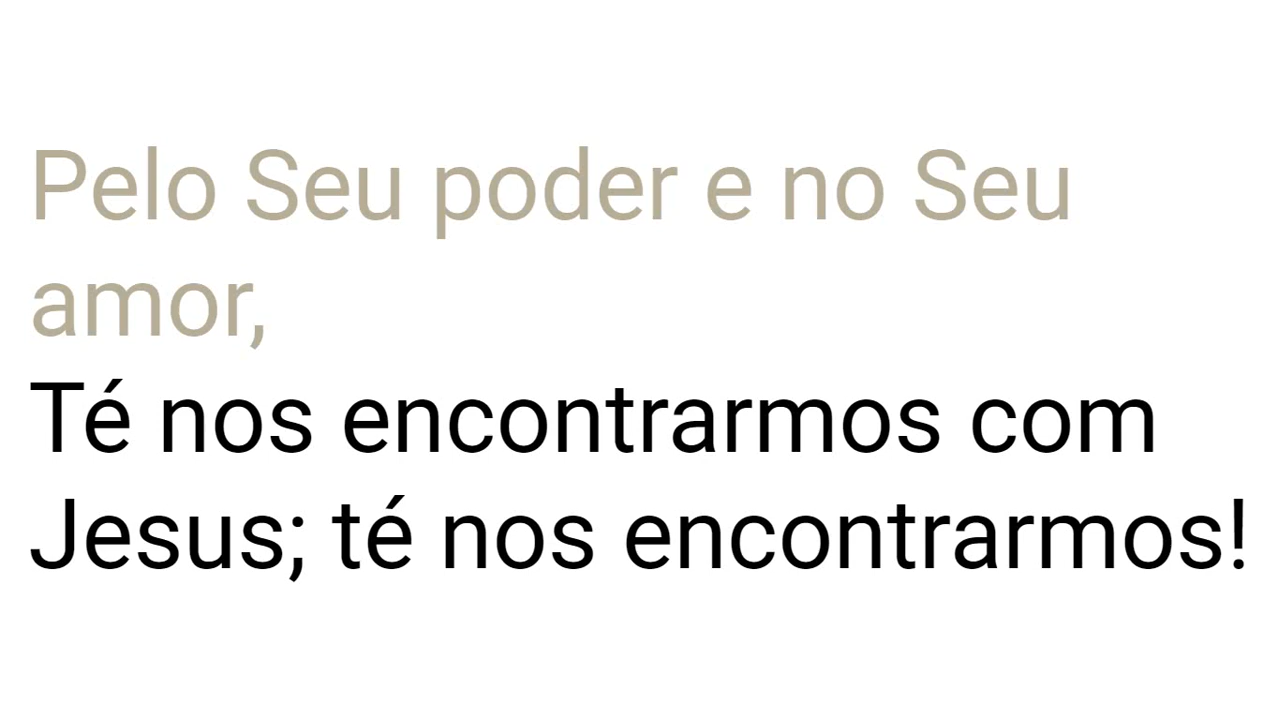 Pelo Seu poder e no Seu
amor,
Té nos encontrarmos com
Jesus; té nos encontrarmos!